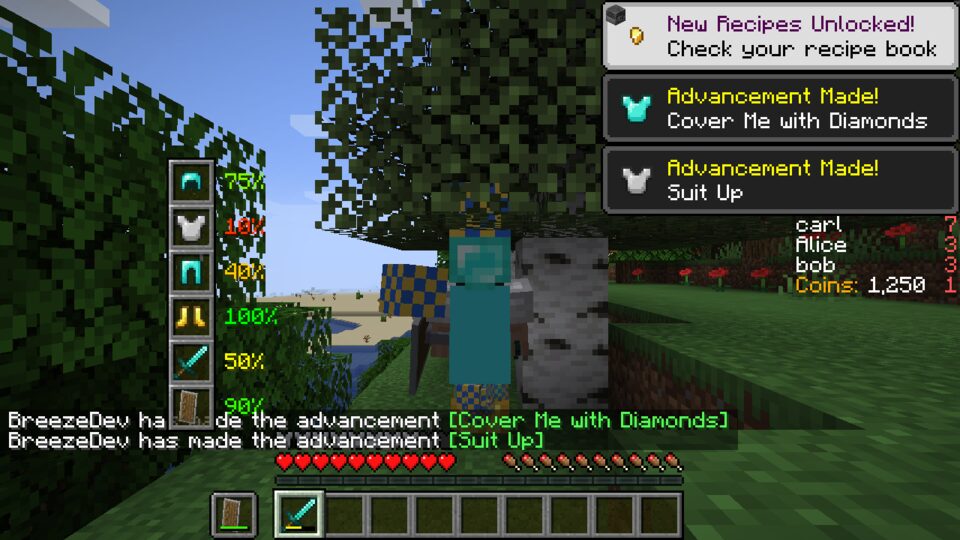 New Recipes Unlocked!
Check your recipe book
Advancement Made!
Cover Me with Diamonds
Advancement Made!
Suit Up
carl 7
Alice 3
bob 3
Coins: 1,250 1
75%
10%
40%
100%
50%
90%
BreezeDev ha de the advancement [Cover Me with Diamonds]
BreezeDev has made the advancement [Suit Up]